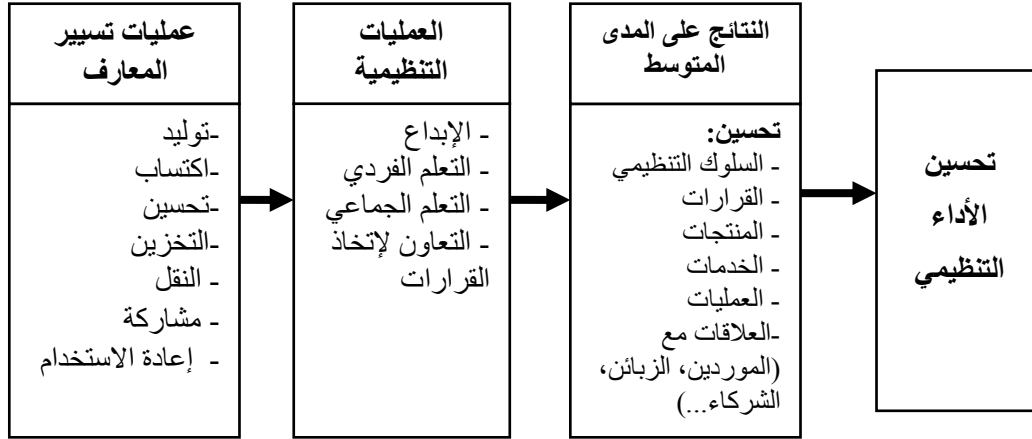 عمليات تسيير
المعارف
-توليد
-اكتساب
-تحسين
-التخزين
- النقل
- مشاركة
- إعادة الاستخدام
العمليات
التنظيمية
- الإبداع
- التعلم الفردي
- التعلم الجماعي
- التعاون لإتخاذ
القرارات
النتائج على المدى
المتوسط
تحسين:
- السلوك التنظيمي
- القرارات
- المنتجات
- الخدمات
- العمليات
-العلاقات مع
(الموردين، الزبائن،
الشركاء...)
تحسين
الأداء
التنظيمي